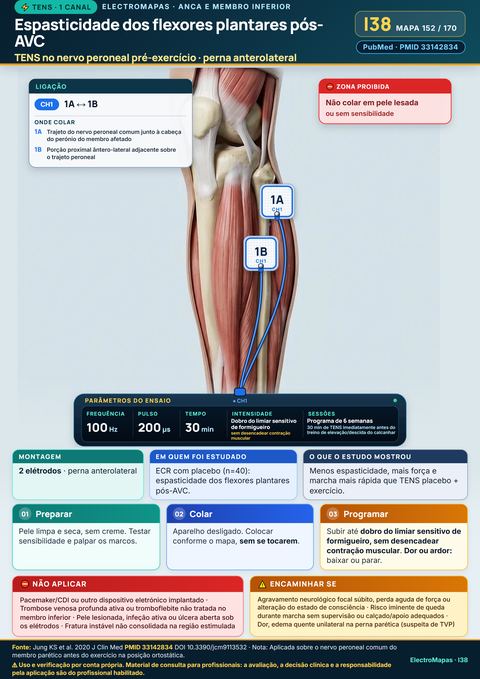 TENS · 1 CANAL
ELECTROMAPAS · ANCA E MEMBRO INFERIOR
Espasticidade dos flexores plantares pós-
AVC
TENS no nervo peroneal pré-exercício · perna anterolateral
I38 MAPA 152 / 170
PubMed · PMID 33142834
LIGAÇÃO
CH1 1A ↔ 1B
ONDE COLAR
1A Trajeto do nervo peroneal comum junto à cabeça
do perónio do membro afetado
1B Porção proximal ântero-lateral adjacente sobre
o trajeto peroneal
ZONA PROIBIDA
Não colar em pele lesada
ou sem sensibilidade
1A
CH1
1B
CH1
CH1
PARÂMETROS DO ENSAIO
FREQUÊNCIA
100 Hz
PULSO
200 µs
TEMPO
30 min
INTENSIDADE
Dobro do limiar sensitivo
de formigueiro
sem desencadear contração
muscular
SESSÕES
Programa de 6 semanas
30 min de TENS imediatamente antes do
treino de elevação/descida do calcanhar
MONTAGEM
2 elétrodos · perna anterolateral
EM QUEM FOI ESTUDADO
ECR com placebo (n=40):
espasticidade dos flexores plantares
pós-AVC.
O QUE O ESTUDO MOSTROU
Menos espasticidade, mais força e
marcha mais rápida que TENS placebo +
exercício.
01 Preparar
Pele limpa e seca, sem creme. Testar
sensibilidade e palpar os marcos.
02 Colar
Aparelho desligado. Colocar
conforme o mapa, sem se tocarem.
03 Programar
Subir até dobro do limiar sensitivo de
formigueiro, sem desencadear
contração muscular. Dor ou ardor:
baixar ou parar.
NÃO APLICAR
Pacemaker/CDI ou outro dispositivo eletrónico implantado ·
Trombose venosa profunda ativa ou tromboflebite não tratada no
membro inferior · Pele lesionada, infeção ativa ou úlcera aberta sob
os elétrodos · Fratura instável não consolidada na região estimulada
ENCAMINHAR SE
Agravamento neurológico focal súbito, perda aguda de força ou
alteração do estado de consciência · Risco iminente de queda
durante marcha sem supervisão ou calçado/apoio adequados ·
Dor, edema quente unilateral na perna parética (suspeita de TVP)
Fonte: Jung KS et al. 2020 J Clin Med PMID 33142834 DOI 10.3390/jcm9113532 · Nota: Aplicada sobre o nervo peroneal comum do
membro parético antes do exercício na posição ortostática.
Uso e verificação por conta própria. Material de consulta para profissionais: a avaliação, a decisão clínica e a responsabilidade
pela aplicação são do profissional habilitado.
ElectroMapas · I38